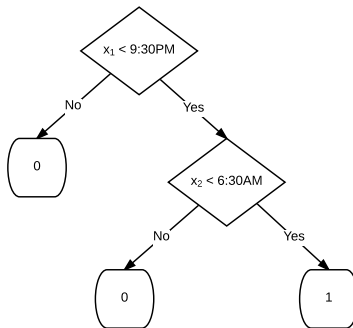 x₁ < 9:30PM
No
Yes
0
x₂ < 6:30AM
No
Yes
0
1